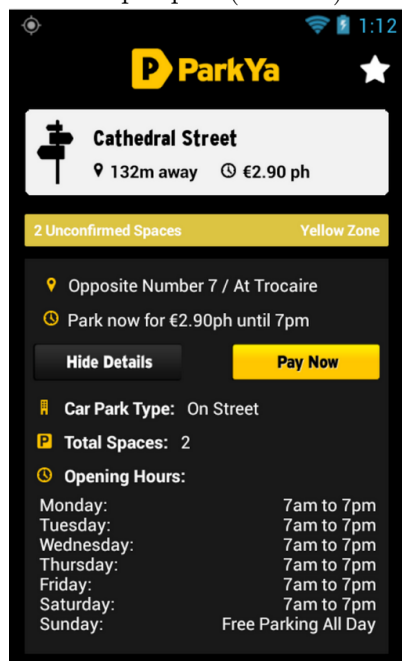 1:12
P ParkYa
Cathedral Street
132m away €2.90 ph
2 Unconfirmed Spaces Yellow Zone
Opposite Number 7 / At Trocaire
Park now for €2.90ph until 7pm
Hide Details Pay Now
Car Park Type: On Street
P Total Spaces: 2
Opening Hours:
Monday: 7am to 7pm
Tuesday: 7am to 7pm
Wednesday: 7am to 7pm
Thursday: 7am to 7pm
Friday: 7am to 7pm
Saturday: 7am to 7pm
Sunday: Free Parking All Day